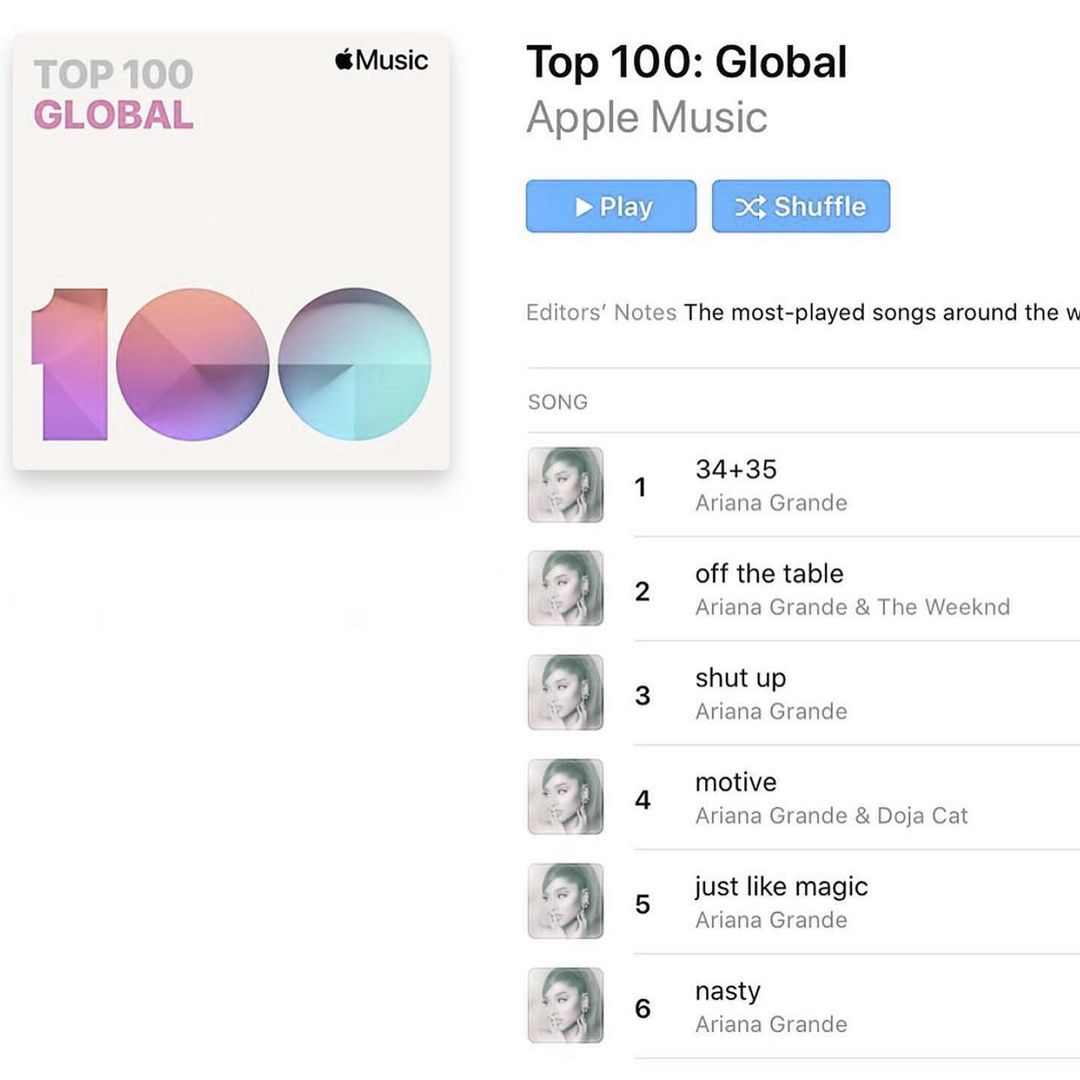 TOP 100
GLOBAL
Music
Top 100: Global
Apple Music
Play
Shuffle
Editors’ Notes The most-played songs around the
SONG
1
34+35
Ariana Grande
2
off the table
Ariana Grande & The Weeknd
3
shut up
Ariana Grande
4
motive
Ariana Grande & Doja Cat
5
just like magic
Ariana Grande
6
nasty
Ariana Grande